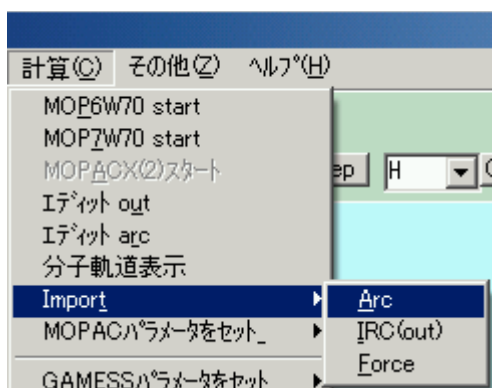 計算(C) その他(Z) ﾍﾙﾌﾟ(H)
MOP6W70 start
MOP7W70 start
MOPACX(2)スタート
ep H
ｴﾃﾞｨｯﾄ out
ｴﾃﾞｨｯﾄ arc
分子軌道表示
Import Arc
MOPACﾊﾟﾗﾒｰﾀをセット_ IRC(out)
Force
GAMESSﾊﾟﾗﾒｰﾀをセット